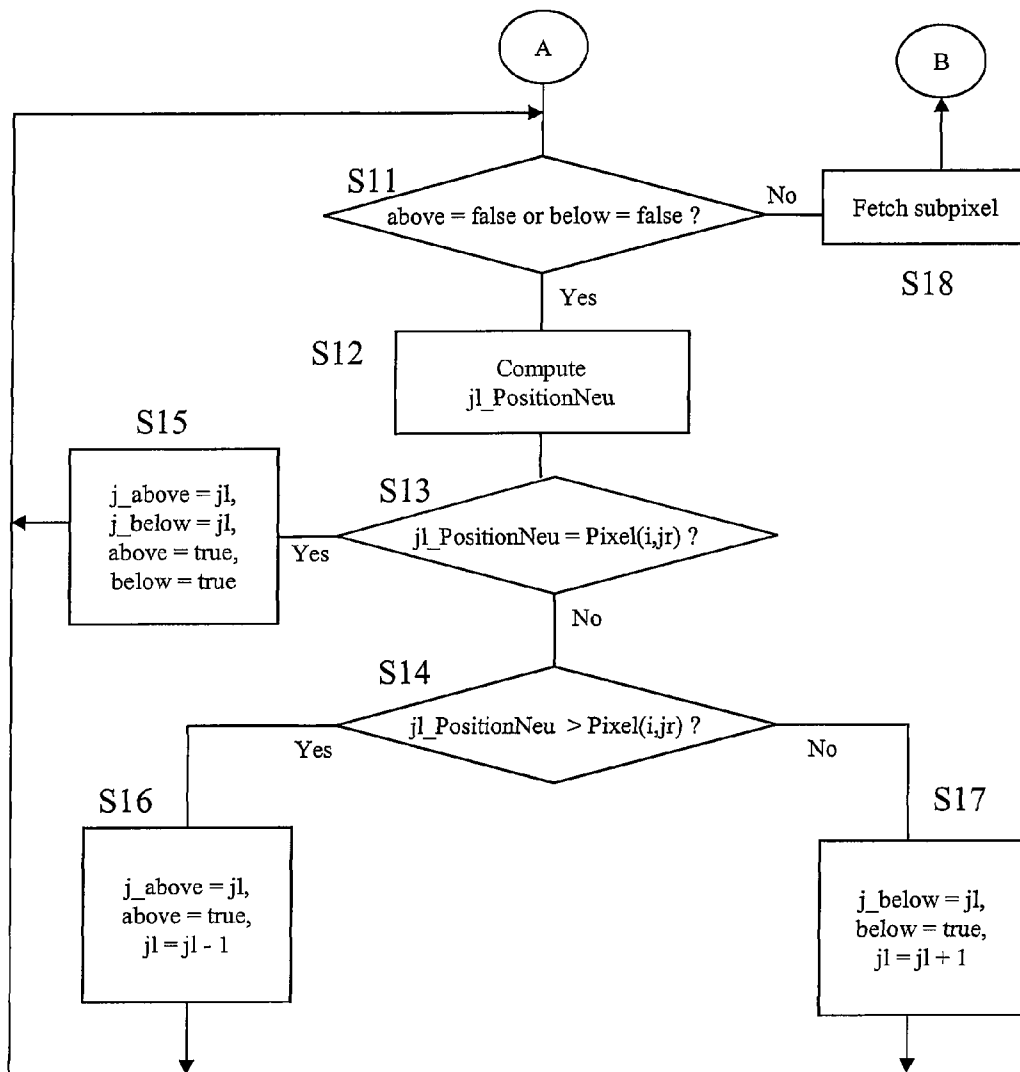 A
B
S11
above = false or below = false ?
No
Fetch subpixel
S18
Yes
S12
Compute
jl_PositionNeu
S15
j_above = jl,
j_below = jl,
above = true,
below = true
S13
jl_PositionNeu = Pixel(i,jr) ?
Yes
No
S14
jl_PositionNeu > Pixel(i,jr) ?
Yes
No
S16
j_above = jl,
above = true,
jl = jl - 1
S17
j_below = jl,
below = true,
jl = jl + 1